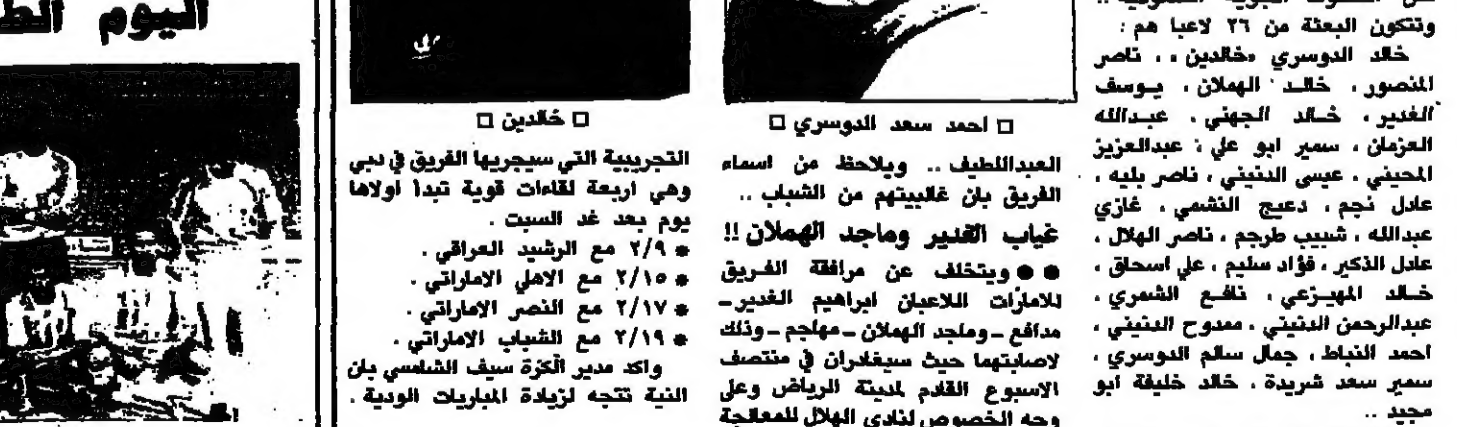 وتتكون البعثة من ٢٦ لاعبا هم :
خالد الدوسري «خالدين» ، ناصر
المنصور ، خالد الهملان ، يوسف
الغدير ، خالد الجهني ، عبدالله
العزمان ، سمير ابو علي ، عبدالعزيز
المحيني ، عيسى الدنيني ، ناصر بليه ،
عادل نجم ، دعيج النشمي ، غازي
عبدالله ، شبيب طرجم ، ناصر الهلال ،
عادل الذكير ، فؤاد سليم ، علي اسحاق ،
خالد المهيزعي ، نافع الشمري ،
عبدالرحمن الدنيني ، ممدوح الدنيني ،
احمد النباط ، جمال سالم الدوسري ،
سمير سعد شريدة ، خالد خليفة ابو
مجيد ..
□ احمد سعد الدوسري □
العبداللطيف .. ويلاحظ من اسماء
الفريق بان غالبيتهم من الشباب ..
غياب الغدير وماجد الهملان !!
●● ويتخلف عن مرافقة الفريق
للامارات اللاعبان ابراهيم الغدير ــ
مدافع ــ وماجد الهملان ــ مهاجم ــ وذلك
لاصابتهما حيث سيغادران في منتصف
الاسبوع القادم لمدينة الرياض وعلى
وجه الخصوص لنادي الهلال للمعالجة
□ خالدين □
التجريبية التي سيجريها الفريق في دبي
وهي اربعة لقاءات قوية تبدأ اولاها
يوم بعد غد السبت .
* ٢/٩ مع الرشيد العراقي .
* ٢/١٥ مع الاهلي الاماراتي .
* ٢/١٧ مع النصر الاماراتي .
* ٢/١٩ مع الشباب الاماراتي .
واكد مدير الكرة سيف الشامسي بان
النية تتجه لزيادة المباريات الودية .
اليوم